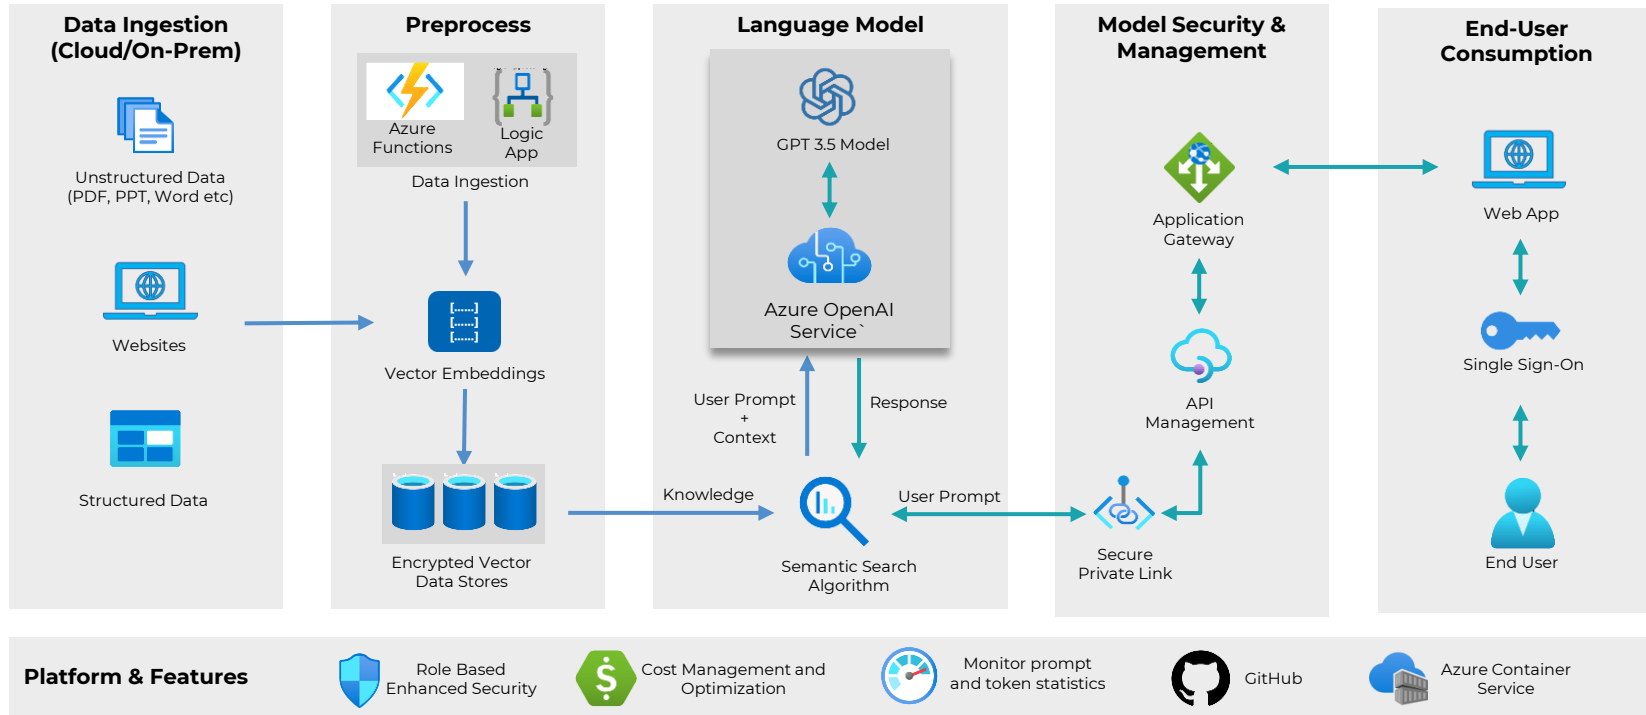 Data Ingestion
(Cloud/On-Prem)
Unstructured Data
(PDF, PPT, Word etc)
Websites
Structured Data
Preprocess
Azure
Functions
Logic
App
Data Ingestion
[......]
[......]
[......]
Vector Embeddings
Encrypted Vector
Data Stores
Knowledge
Language Model
GPT 3.5 Model
Azure OpenAI
Service`
User Prompt
+
Context
Response
Semantic Search
Algorithm
User Prompt
Model Security &
Management
Application
Gateway
API
Management
Secure
Private Link
End-User
Consumption
Web App
Single Sign-On
End User
Platform & Features
Role Based
Enhanced Security
$
Cost Management and
Optimization
Monitor prompt
and token statistics
GitHub
Azure Container
Service